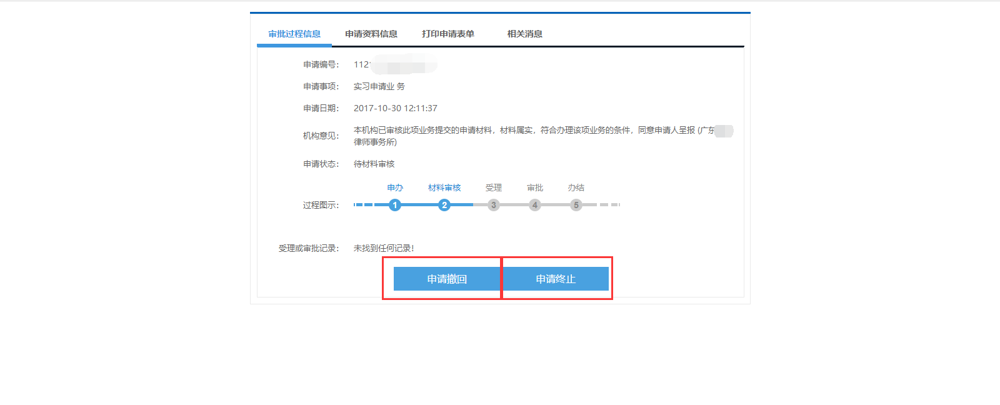 审批过程信息 申请资料信息 打印申请表单 相关消息
申请编号： 112
申请事项： 实习申请业 务
申请日期： 2017-10-30 12:11:37
机构意见： 本机构已审核此项业务提交的申请材料，材料属实，符合办理该项业务的条件，同意申请人呈报 (广东
律师事务所)
申请状态： 待材料审核
申办 材料审核 受理 审批 办结
过程图示： 1 2 3 4 5
受理或审批记录： 未找到任何记录!
申请撤回 申请终止